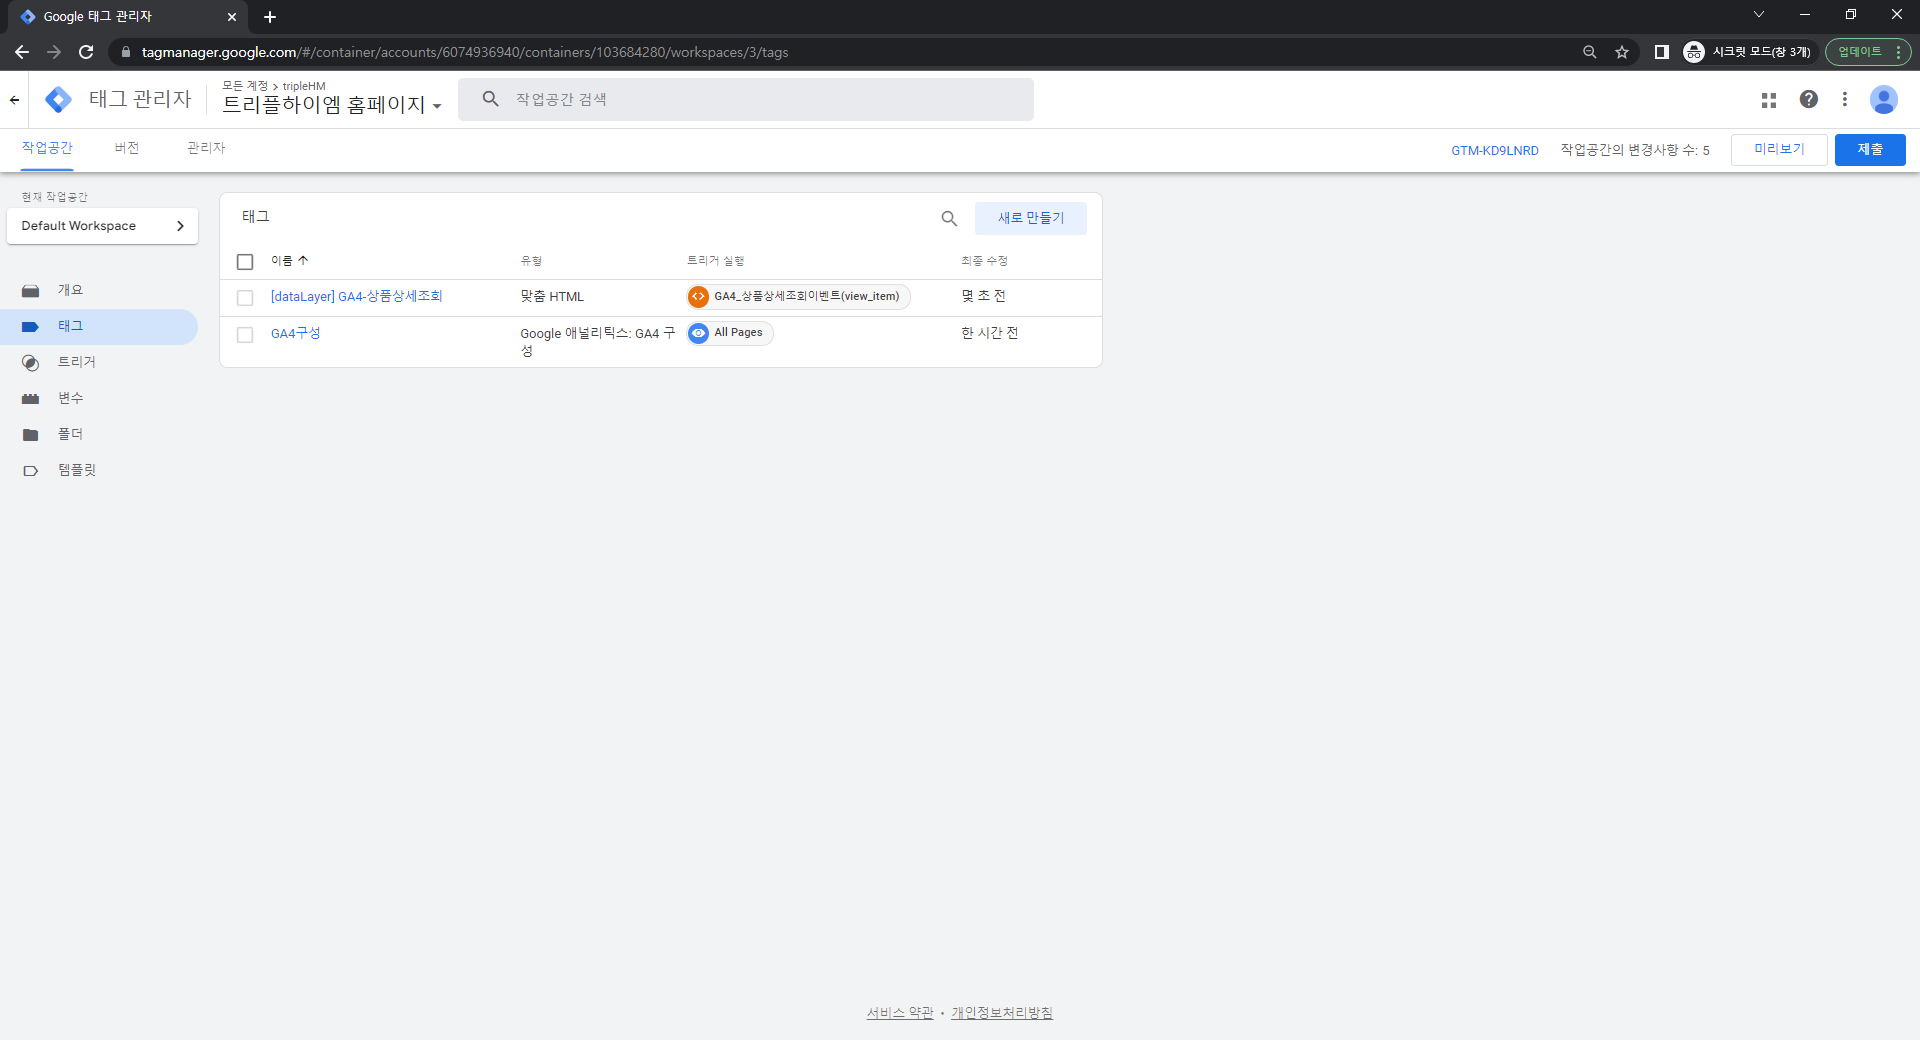 Google 태그 관리자
tagmanager.google.com/#/container/accounts/6074936940/containers/103684280/workspaces/3/tags
시크릿 모드(창 3개)
업데이트
태그 관리자
모든 계정 > tripleHM
트리플하이엠 홈페이지
작업공간 검색
작업공간
버전
관리자
GTM-KD9LNRD
작업공간의 변경사항 수: 5
미리보기
제출
현재 작업공간
Default Workspace
개요
태그
트리거
변수
폴더
템플릿
태그
새로 만들기
이름
유형
트리거 실행
최종 수정
[dataLayer] GA4-상품상세조회
맞춤 HTML
GA4_상품상세조회이벤트(view_item)
몇 초 전
GA4구성
Google 애널리틱스: GA4 구
성
All Pages
한 시간 전
서비스 약관 • 개인정보처리방침